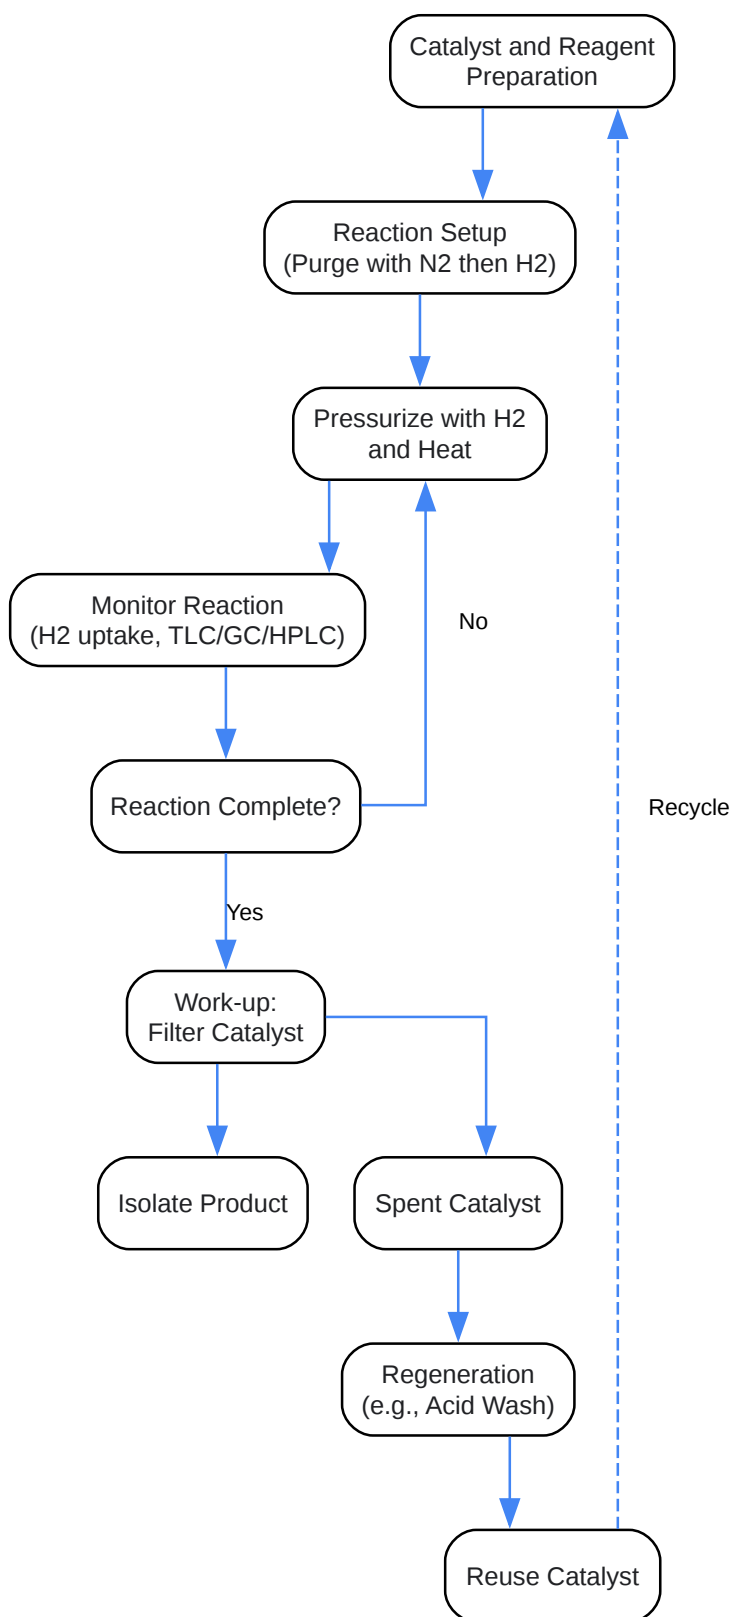 Catalyst and Reagent
Preparation
Reaction Setup
(Purge with N2 then H2)
Pressurize with H2
and Heat
Monitor Reaction
(H2 uptake, TLC/GC/HPLC)
No
Reaction Complete?
Recycle
Yes
Work-up:
Filter Catalyst
Isolate Product
Spent Catalyst
Regeneration
(e.g., Acid Wash)
Reuse Catalyst